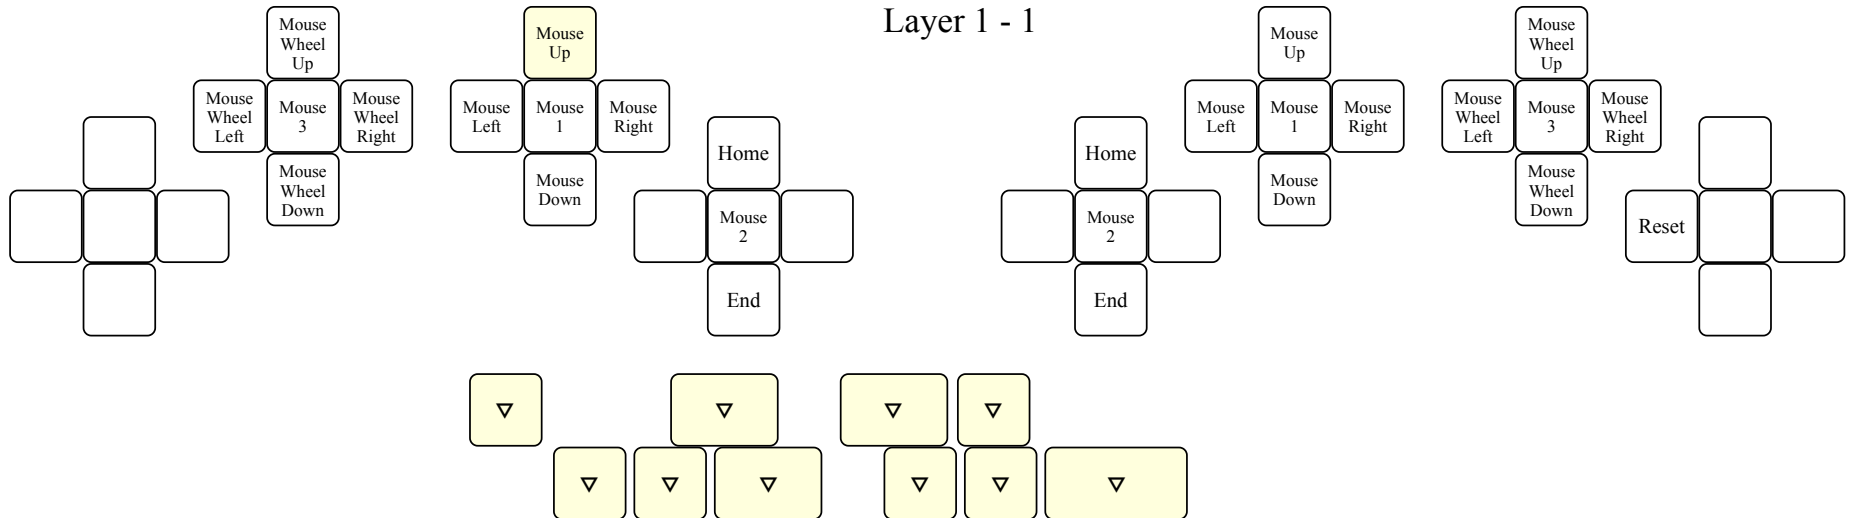 Layer 1 - 1
Mouse
Wheel
Up
Mouse
Wheel
Left
Mouse
3
Mouse
Wheel
Right
Mouse
Wheel
Down
Mouse
Up
Mouse
Left
Mouse
1
Mouse
Right
Mouse
Down
Home
Mouse
2
End
Home
Mouse
2
End
Mouse
Up
Mouse
Left
Mouse
1
Mouse
Right
Mouse
Down
Mouse
Wheel
Up
Mouse
Wheel
Left
Mouse
3
Mouse
Wheel
Right
Mouse
Wheel
Down
Reset